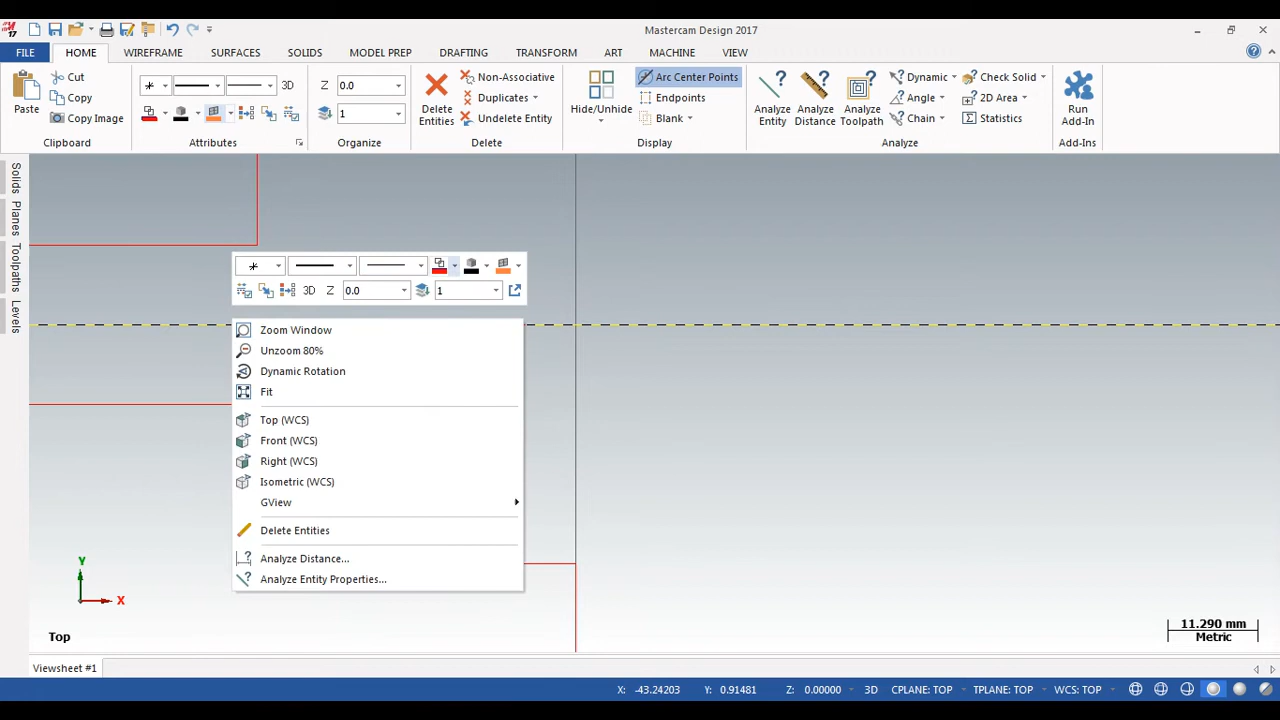 17
Mastercam Design 2017
FILE HOME WIREFRAME SURFACES SOLIDS MODEL PREP DRAFTING TRANSFORM ART MACHINE VIEW
Paste
Cut
Copy
Copy Image
Clipboard
3D
Attributes
Z 0.0
1
Organize
Delete
Entities
Non-Associative
Duplicates
Undelete Entity
Delete
Hide/Unhide
Arc Center Points
Endpoints
Blank
Display
Analyze
Entity
Analyze
Distance
Analyze
Toolpath
Dynamic
Angle
Chain
Check Solid
2D Area
Statistics
Analyze
Run
Add-In
Add-Ins
Solids
Planes
Toolpaths
Levels
3D Z 0.0 1
Zoom Window
Unzoom 80%
Dynamic Rotation
Fit
Top (WCS)
Front (WCS)
Right (WCS)
Isometric (WCS)
GView
Delete Entities
Analyze Distance...
Analyze Entity Properties...
Y
X
Top
11.290 mm
Metric
Viewsheet #1
X: -43.24203 Y: 0.91481 Z: 0.00000 3D CPLANE: TOP TPLANE: TOP WCS: TOP